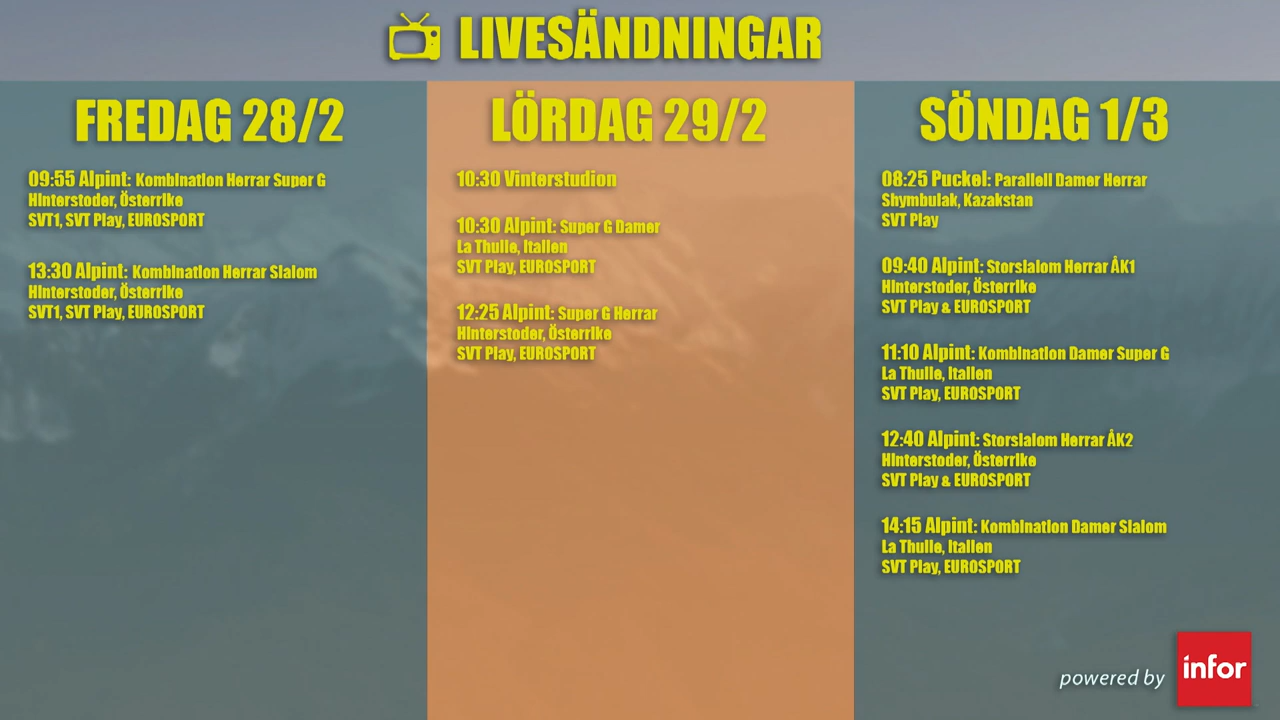 LIVESÄNDNINGAR
FREDAG 28/2
09:55 Alpint: Kombination Herrar Super G
Hinterstoder, Österrike
SVT1, SVT Play, EUROSPORT
13:30 Alpint: Kombination Herrar Slalom
Hinterstoder, Österrike
SVT1, SVT Play, EUROSPORT
LÖRDAG 29/2
10:30 Vinterstudion
10:30 Alpint: Super G Damer
La Thuile, Italien
SVT Play, EUROSPORT
12:25 Alpint: Super G Herrar
Hinterstoder, Österrike
SVT Play, EUROSPORT
SÖNDAG 1/3
08:25 Puckel: Parallell Damer Herrar
Shymbulak, Kazakstan
SVT Play
09:40 Alpint: Storslalom Herrar ÅK1
Hinterstoder, Österrike
SVT Play & EUROSPORT
11:10 Alpint: Kombination Damer Super G
La Thuile, Italien
SVT Play, EUROSPORT
12:40 Alpint: Storslalom Herrar ÅK2
Hinterstoder, Österrike
SVT Play & EUROSPORT
14:15 Alpint: Kombination Damer Slalom
La Thuile, Italien
SVT Play, EUROSPORT
powered by infor